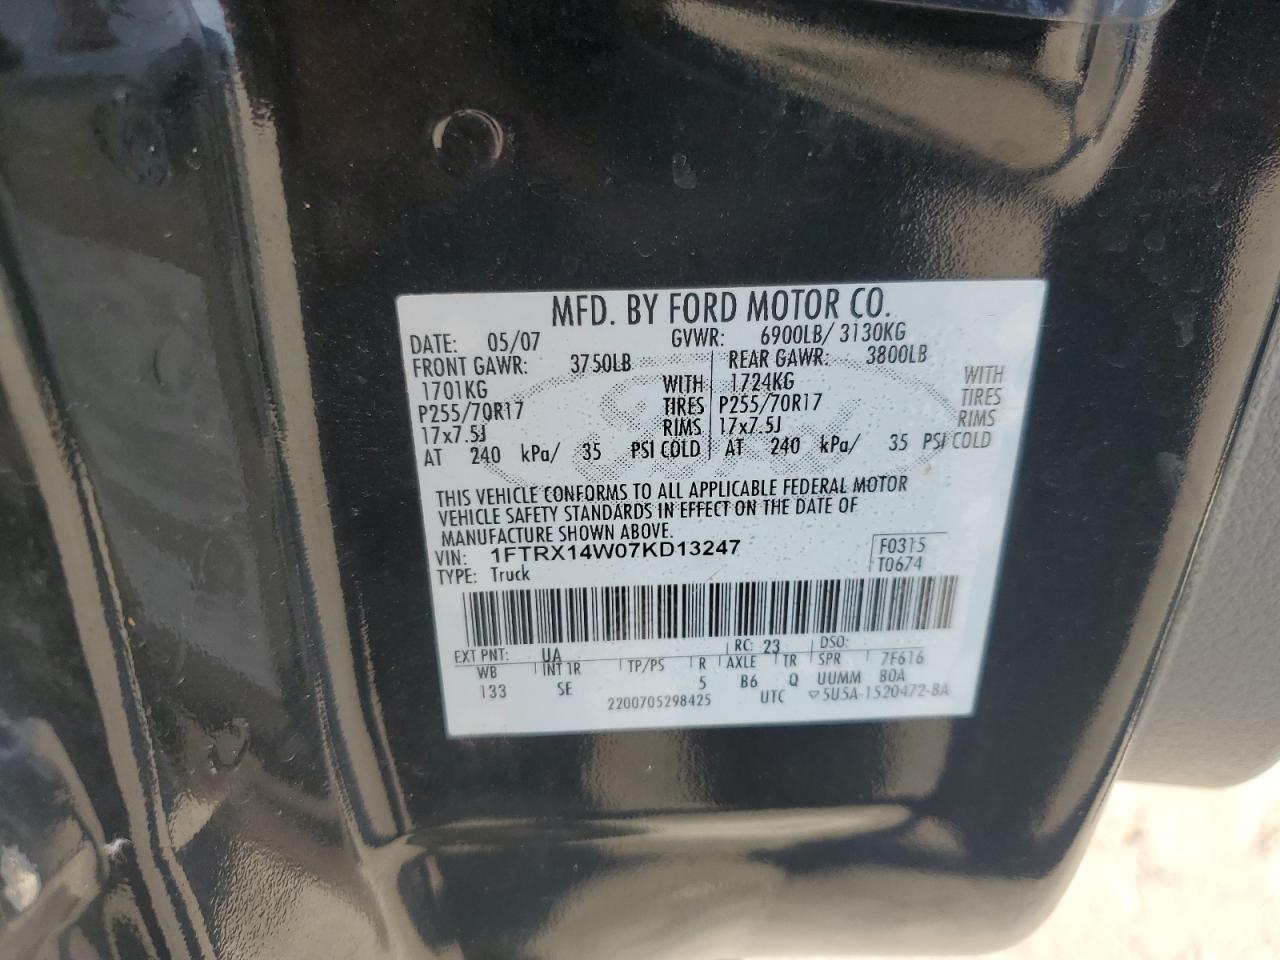 MFD. BY FORD MOTOR CO.
DATE: 05/07 GVWR: 6900LB/ 3130KG
FRONT GAWR: 3750LB REAR GAWR: 3800LB
1701KG WITH 1724KG WITH
P255/70R17 TIRES P255/70R17 TIRES
17x7.5J RIMS 17x7.5J RIMS
AT 240 kPa/ 35 PSI COLD AT 240 kPa/ 35 PSI COLD
THIS VEHICLE CONFORMS TO ALL APPLICABLE FEDERAL MOTOR
VEHICLE SAFETY STANDARDS IN EFFECT ON THE DATE OF
MANUFACTURE SHOWN ABOVE.
VIN: 1FTRX14W07KD13247 F0315
TYPE: Truck T0674
EXT PNT: UA RC: 23 DSO:
WB INT TR TP/PS R AXLE TR SPR 7F616
133 SE 5 B6 Q UUMM BOA
2200705298425 UTC ▽5U5A-1520472-BA